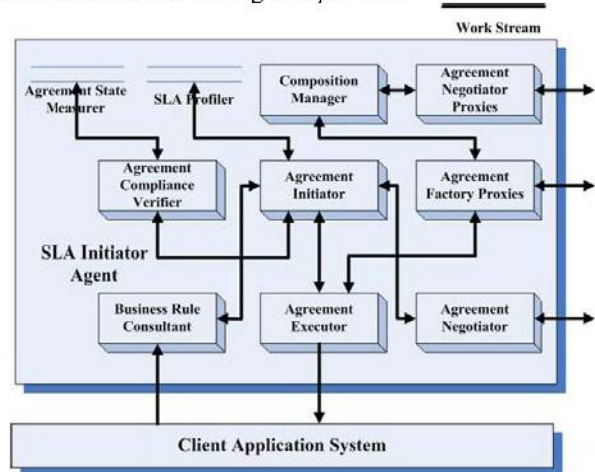 Work Stream
Agreement State
Measurer
SLA Profiler
Composition
Manager
Agreement
Negotiator
Proxies
Agreement
Compliance
Verifier
Agreement
Initiator
Agreement
Factory Proxies
SLA Initiator
Agent
Business Rule
Consultant
Agreement
Executor
Agreement
Negotiator
Client Application System